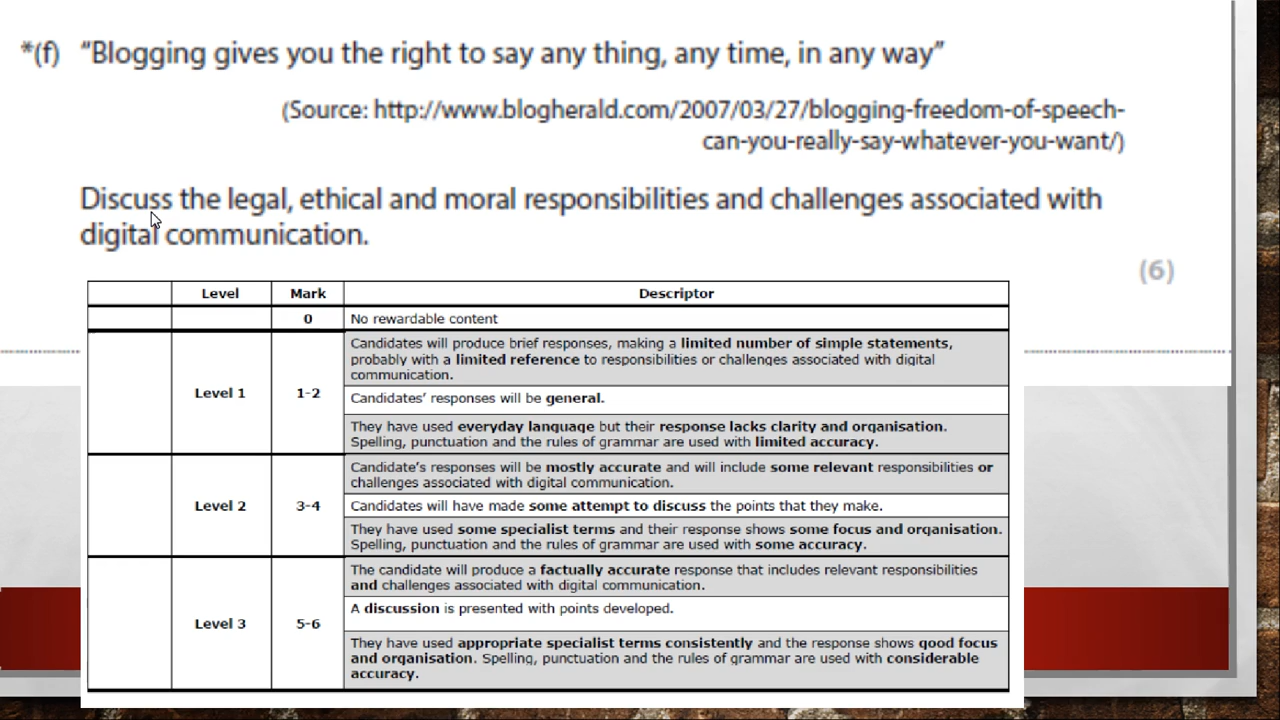 *(f) “Blogging gives you the right to say any thing, any time, in any way”
(Source: http://www.blogherald.com/2007/03/27/blogging-freedom-of-speech-
can-you-really-say-whatever-you-want/)
Discuss the legal, ethical and moral responsibilities and challenges associated with
digital communication.
(6)
Level Mark Descriptor
0 No rewardable content
Level 1 1-2
Candidates will produce brief responses, making a limited number of simple statements,
probably with a limited reference to responsibilities or challenges associated with digital
communication.
Candidates’ responses will be general.
They have used everyday language but their response lacks clarity and organisation.
Spelling, punctuation and the rules of grammar are used with limited accuracy.
Level 2 3-4
Candidate’s responses will be mostly accurate and will include some relevant responsibilities or
challenges associated with digital communication.
Candidates will have made some attempt to discuss the points that they make.
They have used some specialist terms and their response shows some focus and organisation.
Spelling, punctuation and the rules of grammar are used with some accuracy.
Level 3 5-6
The candidate will produce a factually accurate response that includes relevant responsibilities
and challenges associated with digital communication.
A discussion is presented with points developed.
They have used appropriate specialist terms consistently and the response shows good focus
and organisation. Spelling, punctuation and the rules of grammar are used with considerable
accuracy.